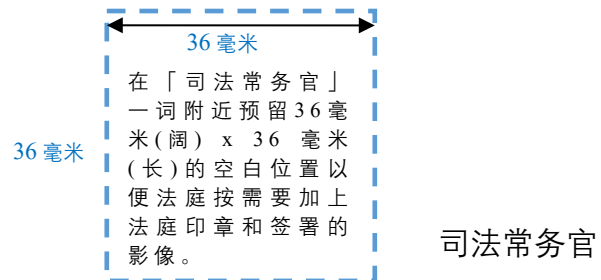 36 毫米
在「司法常务官」
一词附近预留36毫
米(阔) x 36 毫米
(长)的空白位置以
便法庭按需要加上
法庭印章和签署的
影像。
36 毫米
司法常务官